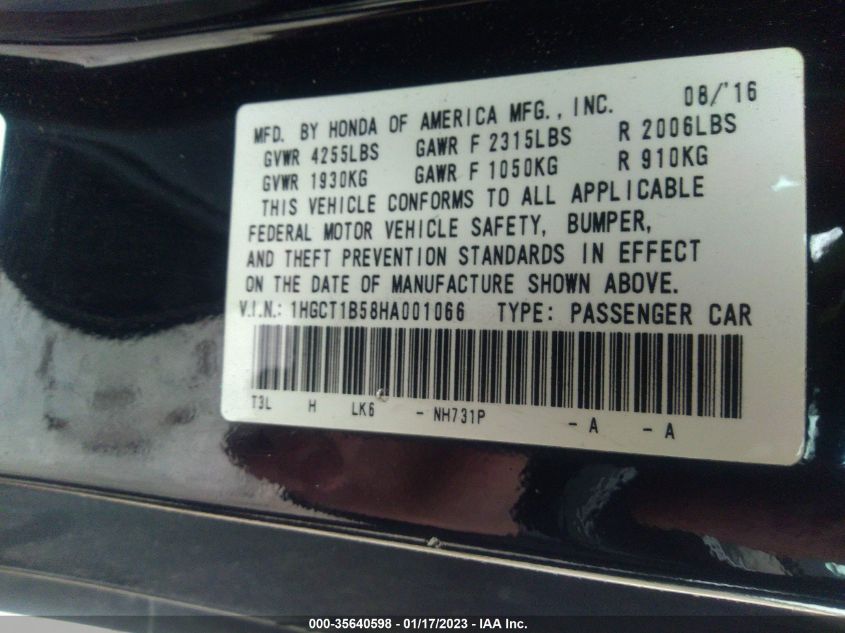 08/'16
MFD. BY HONDA OF AMERICA MFG., INC.
GVWR 4255LBS GAWR F 2315LBS R 2006LBS
GVWR 1930KG GAWR F 1050KG R 910KG
THIS VEHICLE CONFORMS TO ALL APPLICABLE
FEDERAL MOTOR VEHICLE SAFETY, BUMPER,
AND THEFT PREVENTION STANDARDS IN EFFECT
ON THE DATE OF MANUFACTURE SHOWN ABOVE.
V.I.N.: 1HGCT1B58HA001066 TYPE: PASSENGER CAR
T3L H LK6 - NH731P - A - A
000-35640598 - 01/17/2023 - IAA Inc.